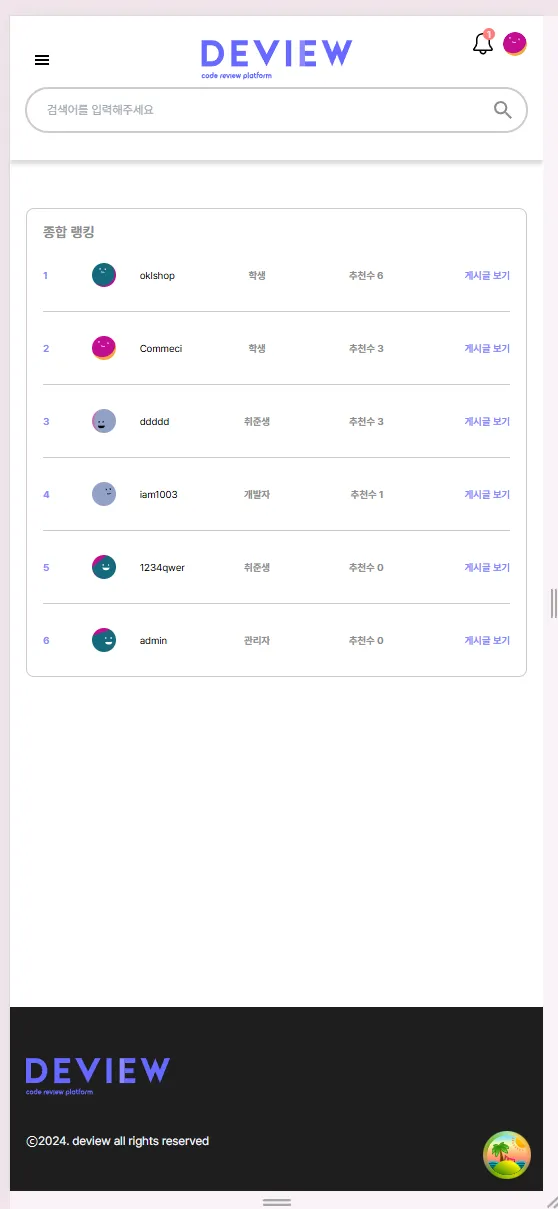 1
DEVIEW
code review platform
검색어를 입력해주세요
종합 랭킹
1 oklshop 학생 추천수 6 게시글 보기
2 Commeci 학생 추천수 3 게시글 보기
3 ddddd 취준생 추천수 3 게시글 보기
4 iam1003 개발자 추천수 1 게시글 보기
5 1234qwer 취준생 추천수 0 게시글 보기
6 admin 관리자 추천수 0 게시글 보기
DEVIEW
code review platform
©2024. deview all rights reserved